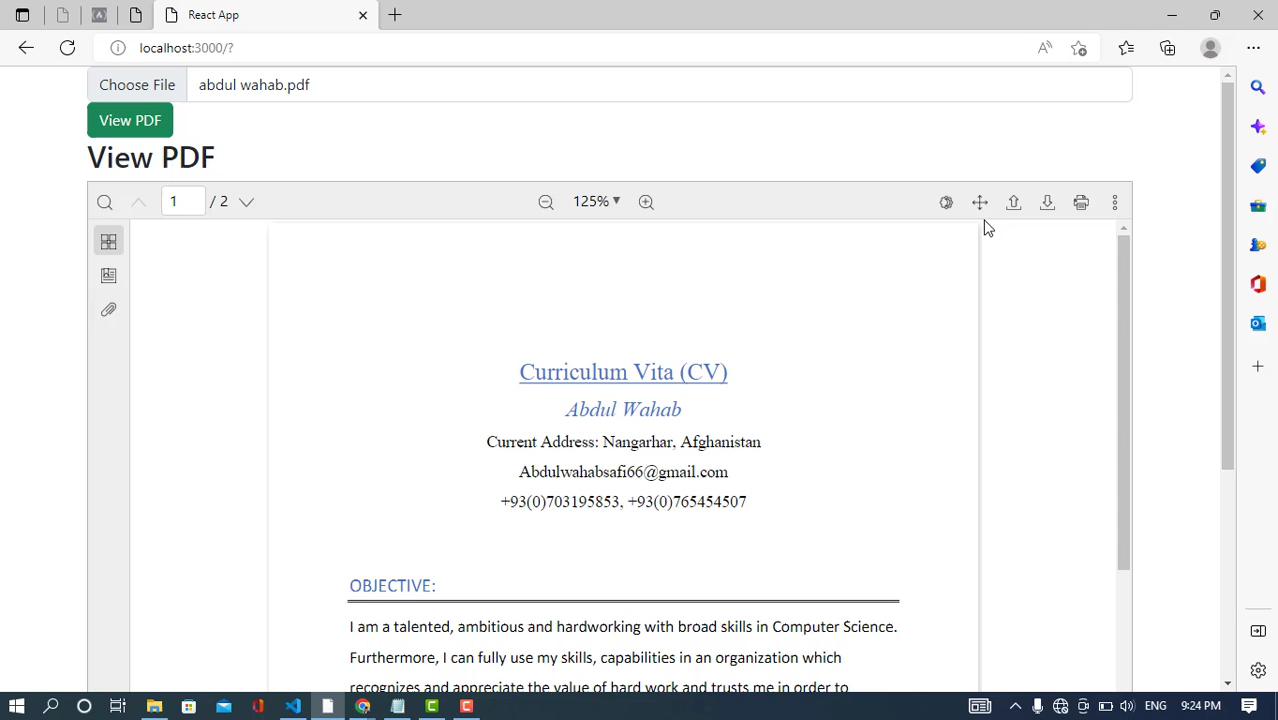 React App
localhost:3000/?
Choose File abdul wahab.pdf
View PDF
View PDF
1 / 2 125%
Curriculum Vita (CV)
Abdul Wahab
Current Address: Nangarhar, Afghanistan
Abdulwahabsafi66@gmail.com
+93(0)703195853, +93(0)765454507
OBJECTIVE:
I am a talented, ambitious and hardworking with broad skills in Computer Science.
Furthermore, I can fully use my skills, capabilities in an organization which
recognizes and appreciate the value of hard work and trusts me in order to
ENG 9:24 PM